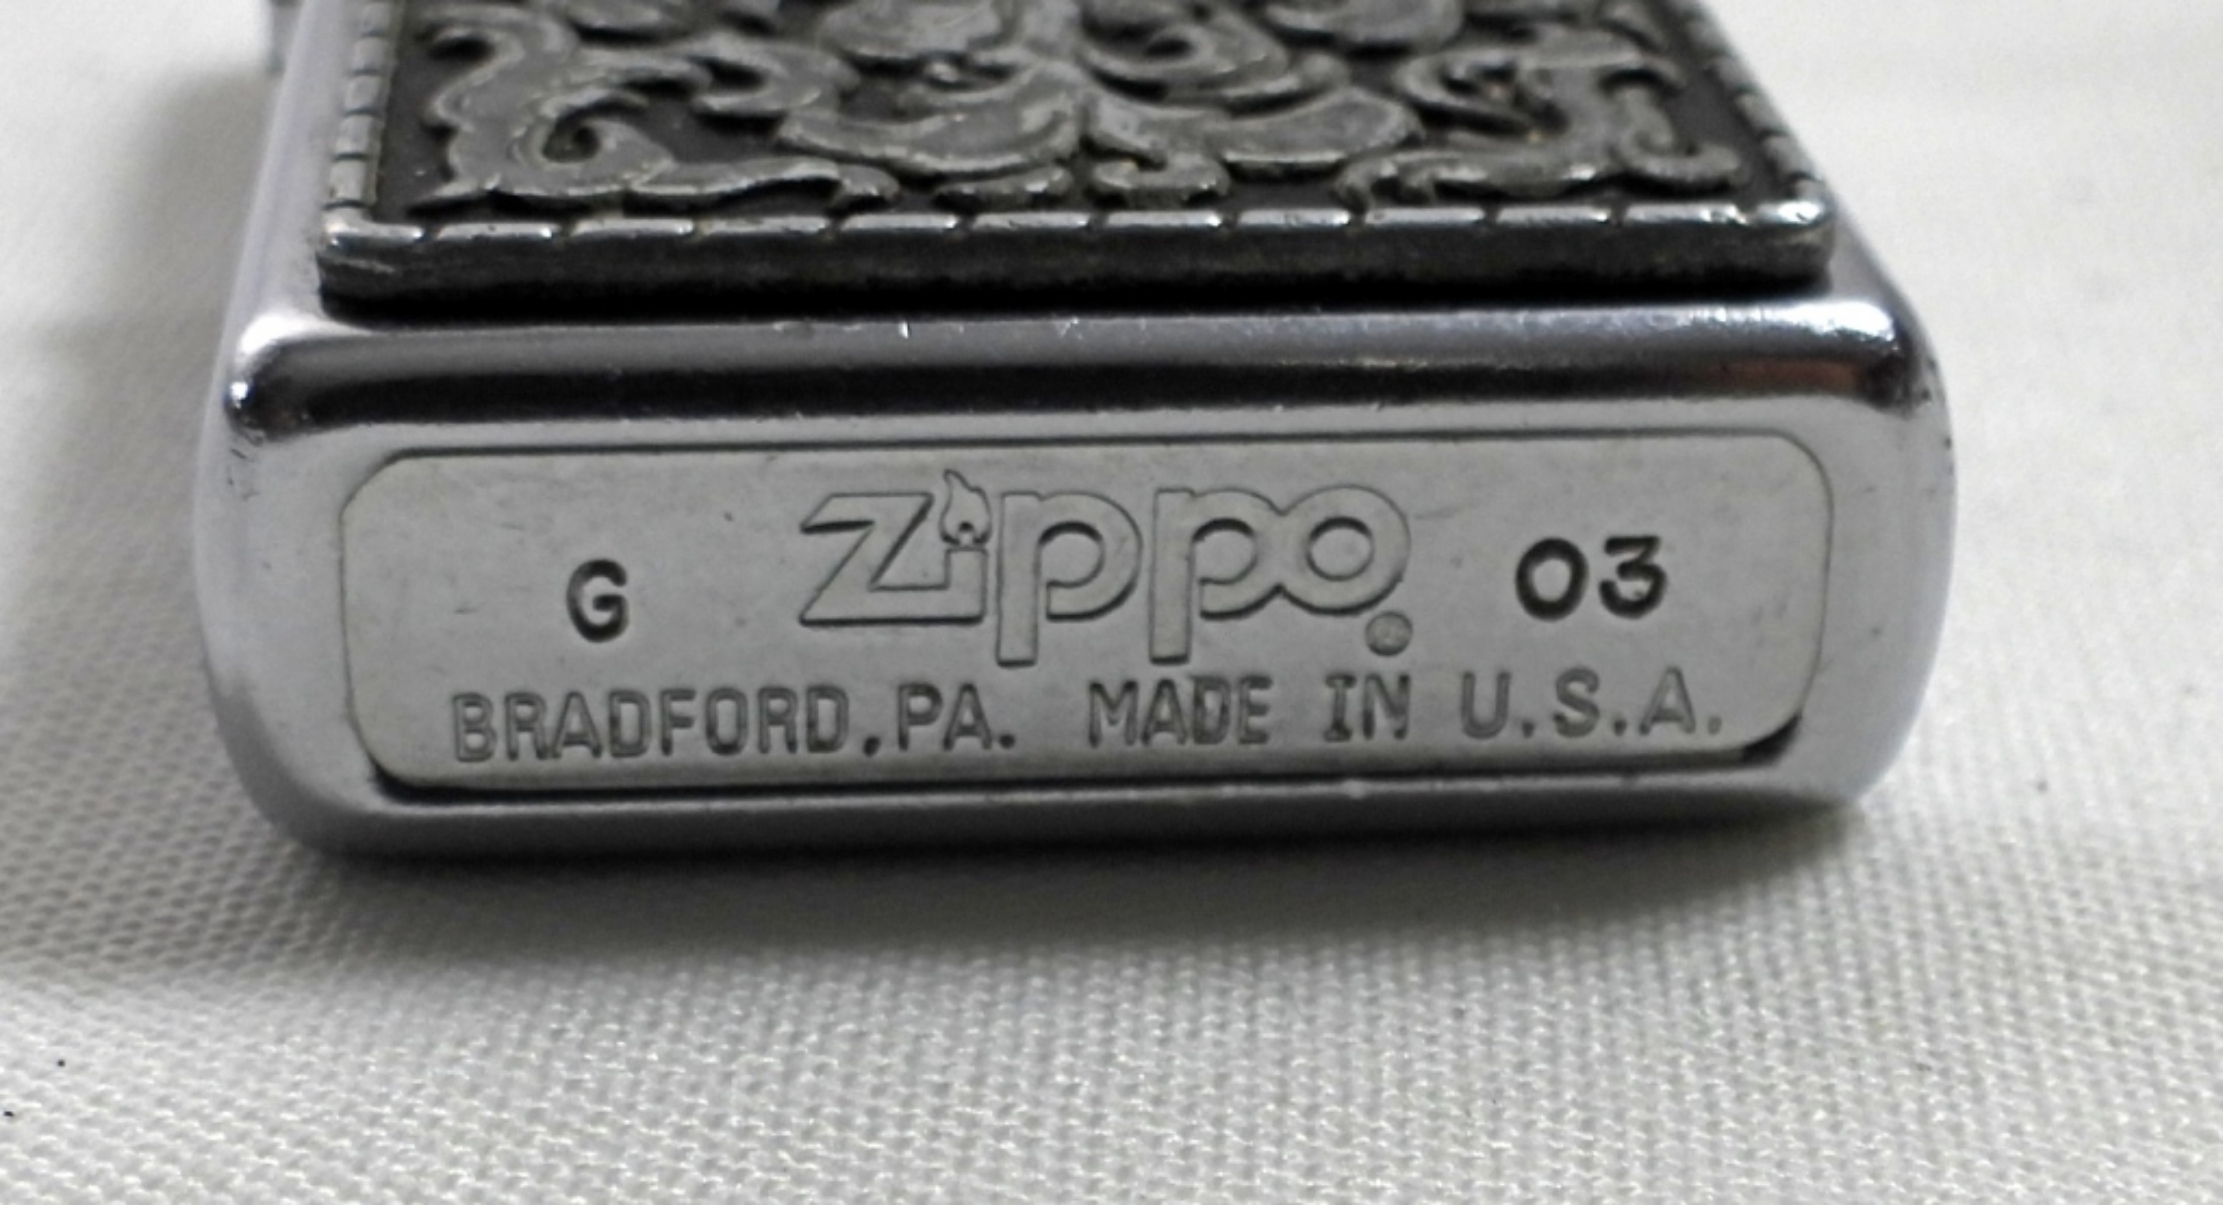 G Zippo 03
BRADFORD,PA. MADE IN U.S.A.